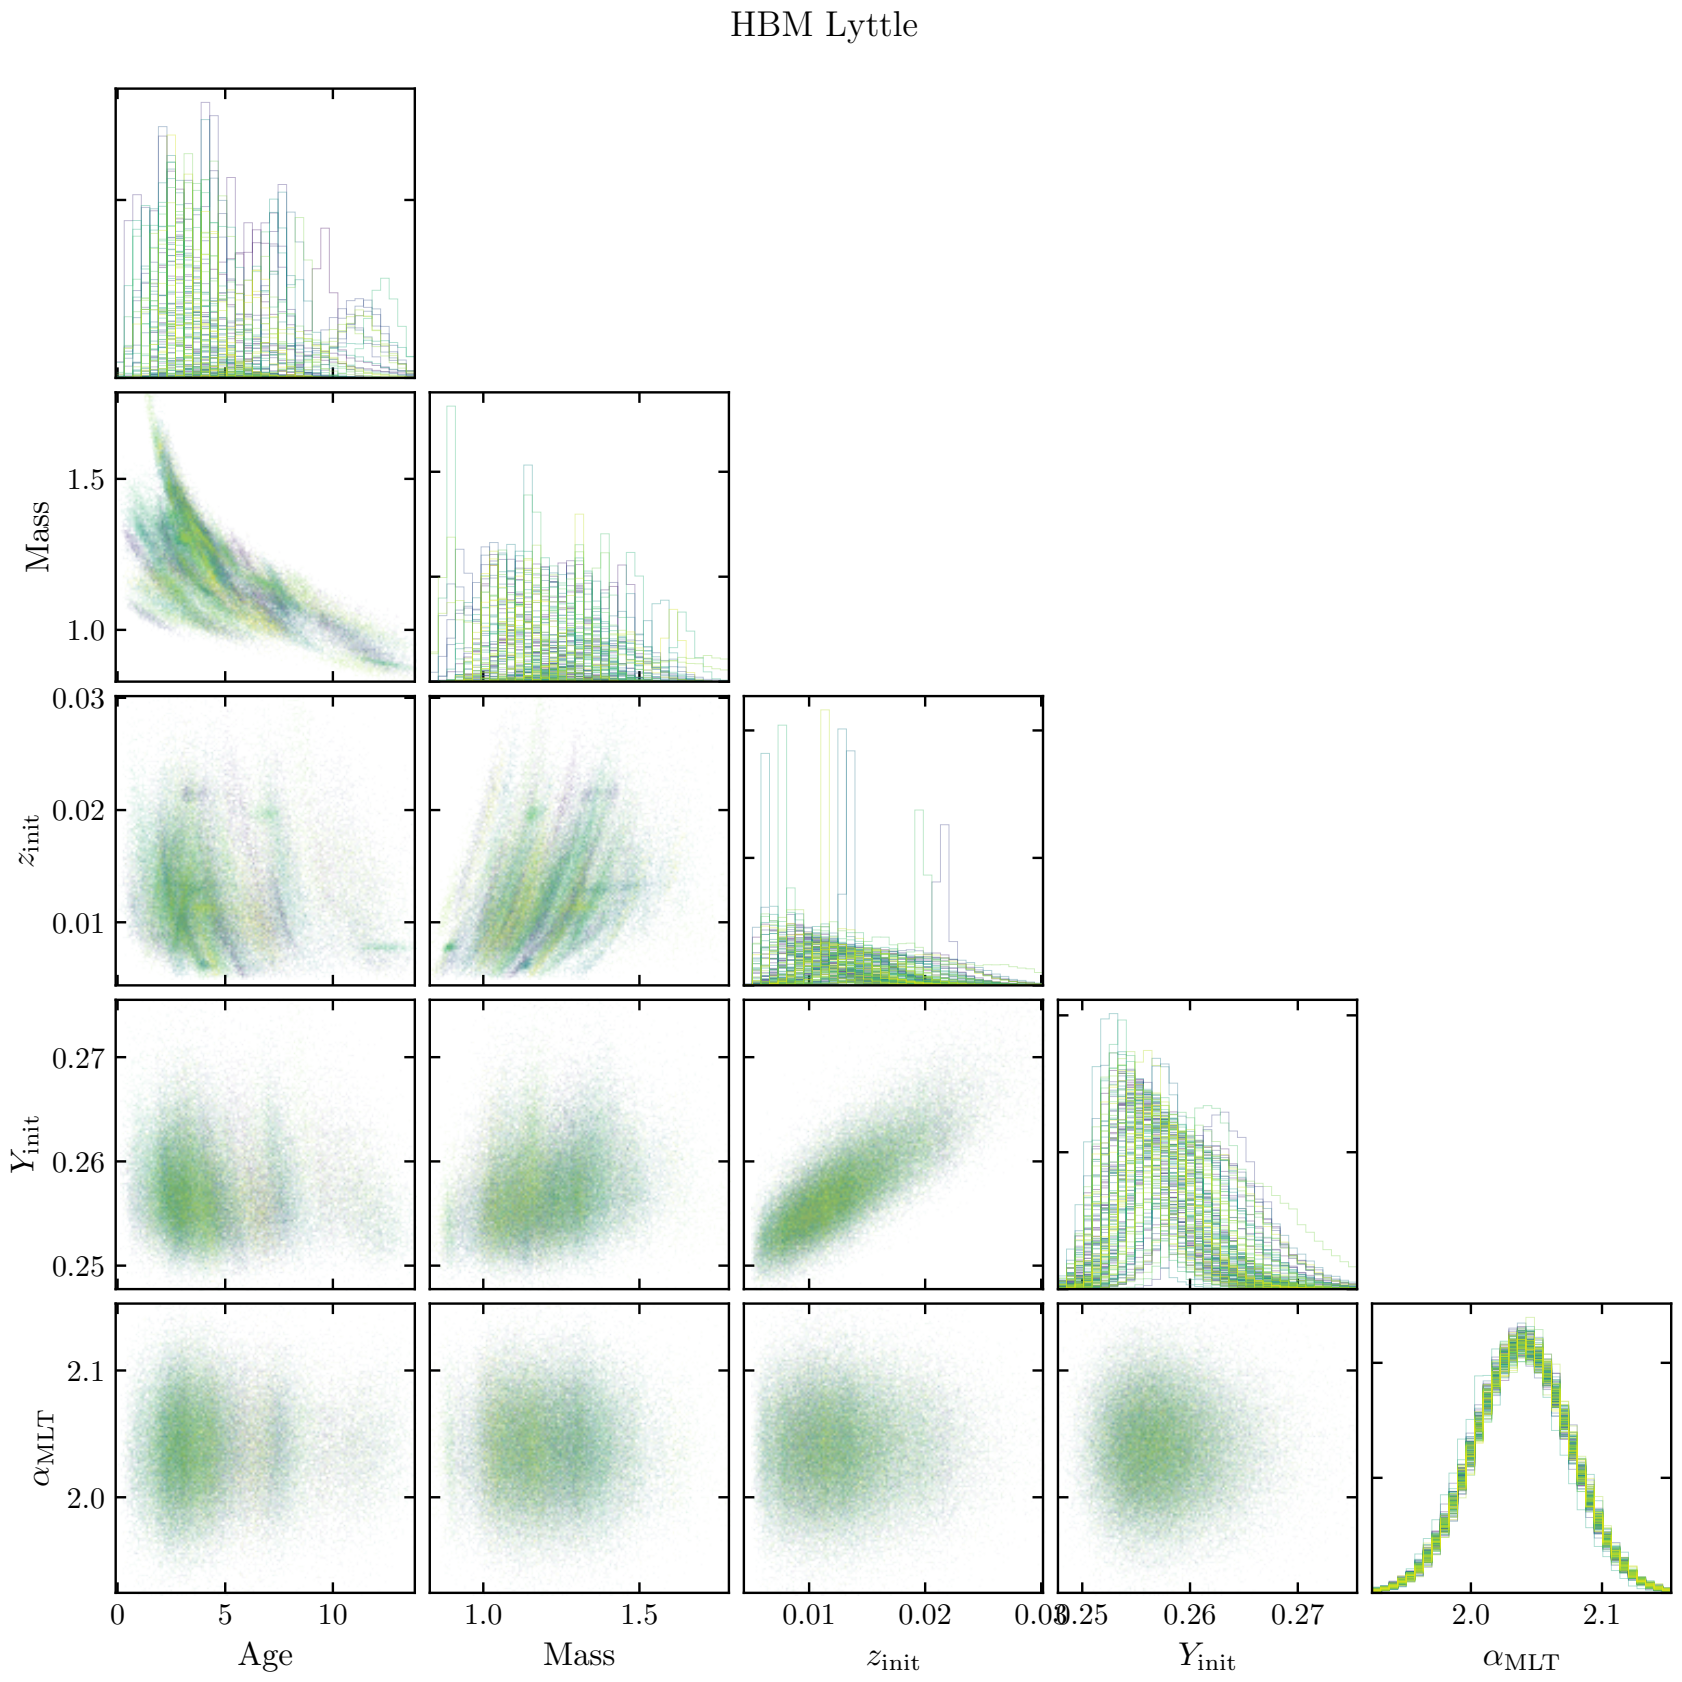 HBM Lyttle
1.5
Mass
1.0
0.03
0.02
z_init
0.01
0.27
Y_init
0.26
0.25
2.1
α_MLT
2.0
0 5 10 1.0 1.5 0.01 0.02 0.03 0.25 0.26 0.27 2.0 2.1
Age Mass z_init Y_init α_MLT